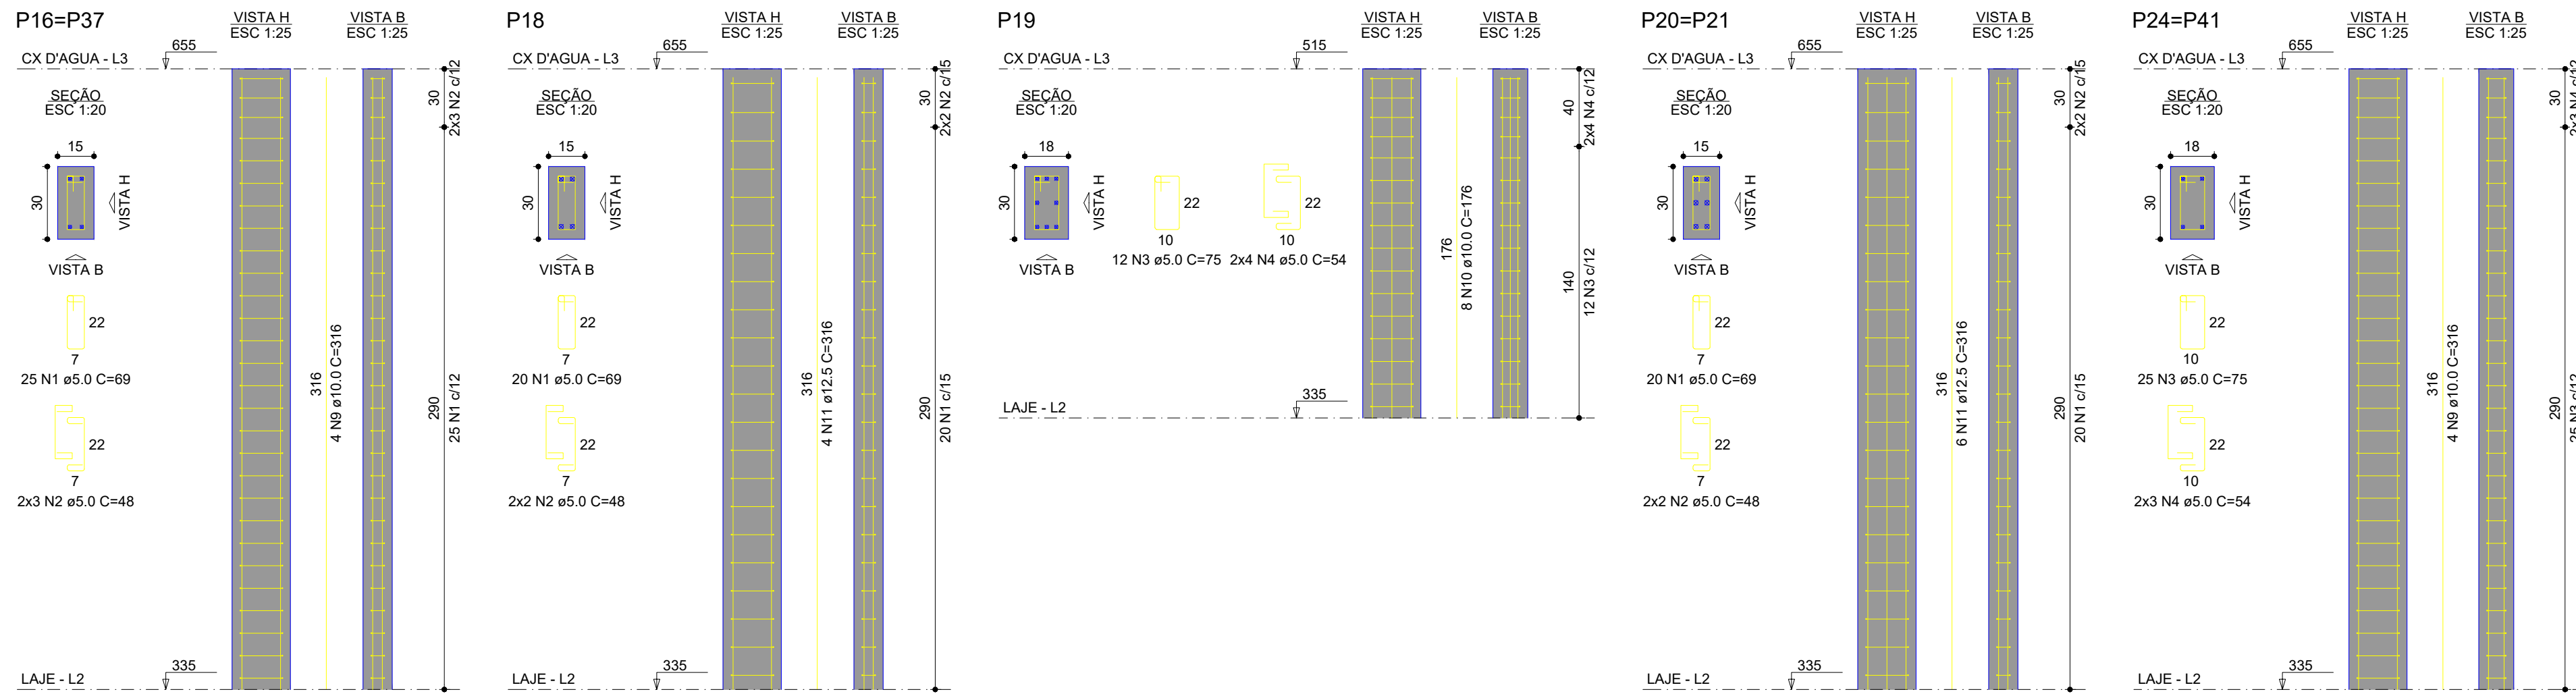 P16=P37
VISTA H
ESC 1:25
VISTA B
ESC 1:25
CX D'AGUA - L3
655
SEÇÃO
ESC 1:20
15
30
VISTA H
VISTA B
22
7
25 N1 ø5.0 C=69
22
7
2x3 N2 ø5.0 C=48
316
4 N9 ø10.0 C=316
30
2x3 N2 c/12
290
25 N1 c/12
335
LAJE - L2
P18
VISTA H
ESC 1:25
VISTA B
ESC 1:25
CX D'AGUA - L3
655
SEÇÃO
ESC 1:20
15
30
VISTA H
VISTA B
22
7
20 N1 ø5.0 C=69
22
7
2x2 N2 ø5.0 C=48
316
4 N11 ø12.5 C=316
30
2x2 N2 c/15
290
20 N1 c/15
335
LAJE - L2
P19
VISTA H
ESC 1:25
VISTA B
ESC 1:25
CX D'AGUA - L3
515
SEÇÃO
ESC 1:20
18
30
VISTA H
VISTA B
22
10
12 N3 ø5.0 C=75
22
10
2x4 N4 ø5.0 C=54
176
8 N10 ø10.0 C=176
40
2x4 N4 c/12
140
12 N3 c/12
335
LAJE - L2
P20=P21
VISTA H
ESC 1:25
VISTA B
ESC 1:25
CX D'AGUA - L3
655
SEÇÃO
ESC 1:20
15
30
VISTA H
VISTA B
22
7
20 N1 ø5.0 C=69
22
7
2x2 N2 ø5.0 C=48
316
6 N11 ø12.5 C=316
30
2x2 N2 c/15
290
20 N1 c/15
335
LAJE - L2
P24=P41
VISTA H
ESC 1:25
VISTA B
ESC 1:25
CX D'AGUA - L3
655
SEÇÃO
ESC 1:20
18
30
VISTA H
VISTA B
22
10
25 N3 ø5.0 C=75
22
10
2x3 N4 ø5.0 C=54
316
4 N9 ø10.0 C=316
30
2x3 N4 c/12
290
25 N3 c/12
335
LAJE - L2